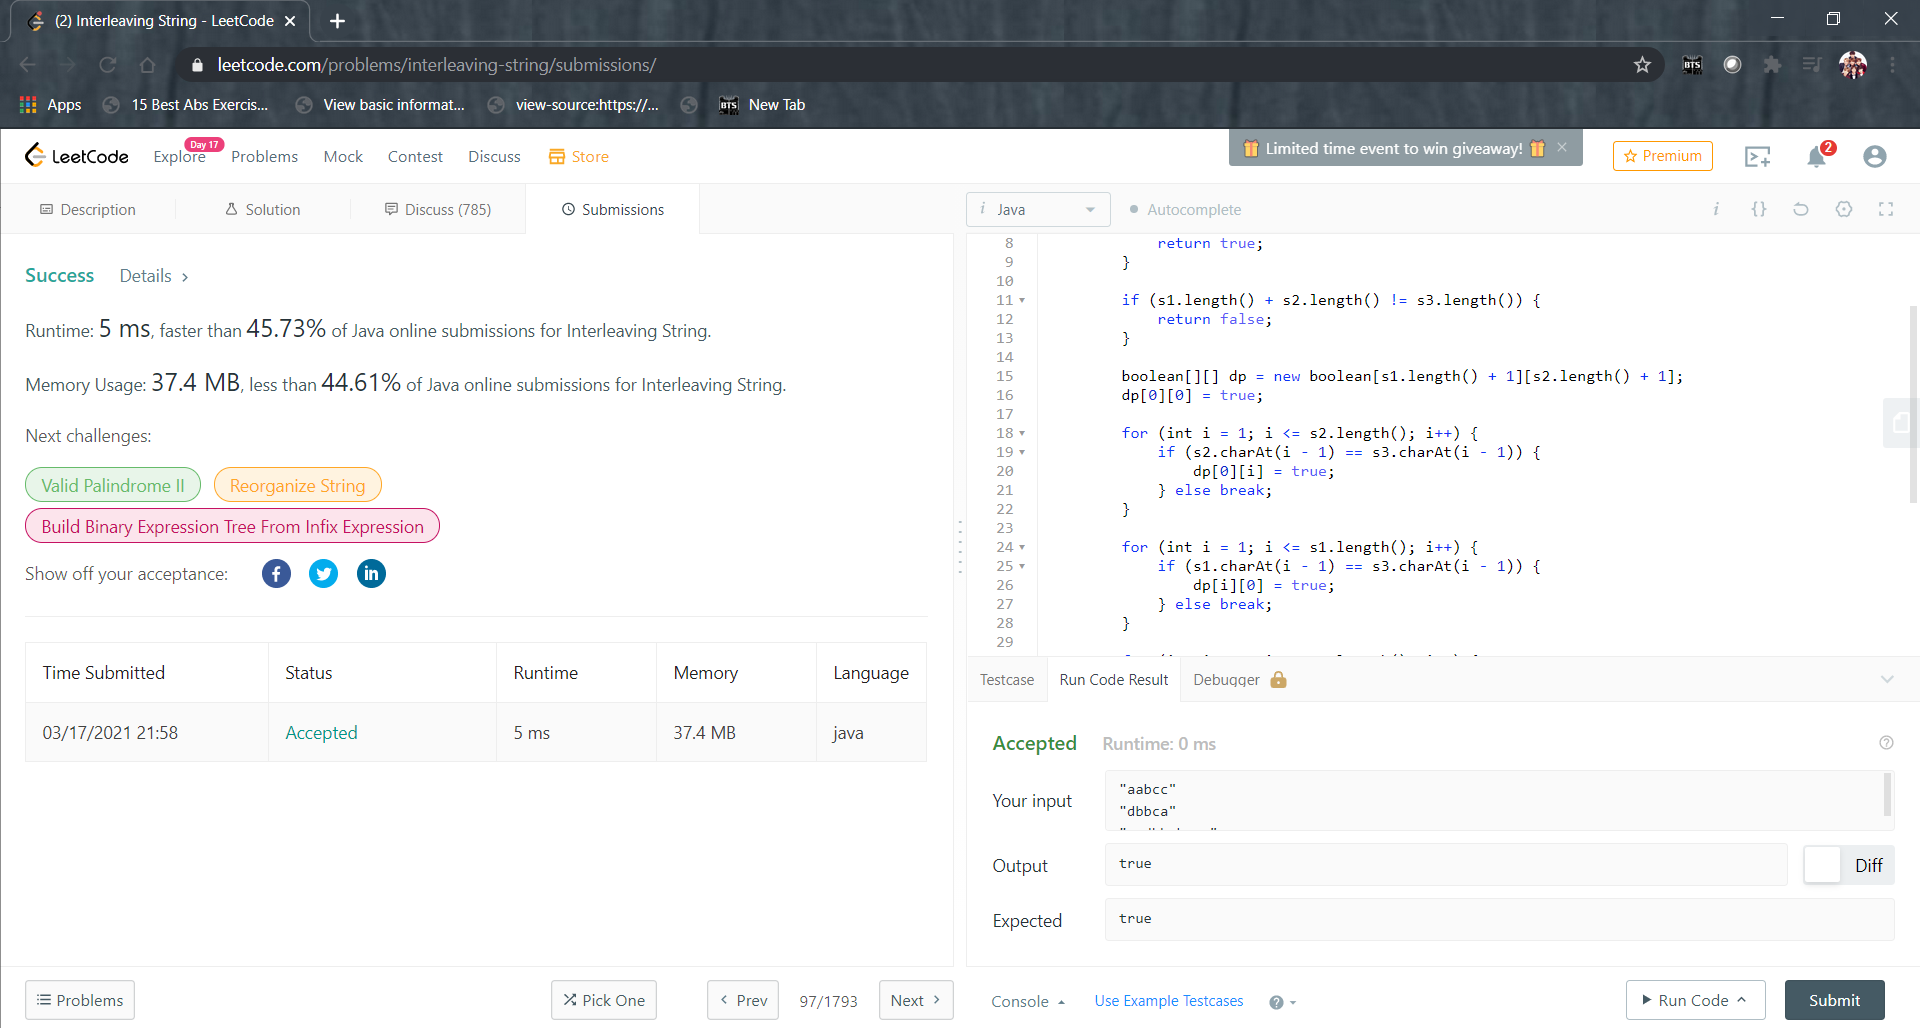 (2) Interleaving String - LeetCode
leetcode.com/problems/interleaving-string/submissions/
BTS
Apps
15 Best Abs Exercis...
View basic informat...
view-source:https://...
BTS
New Tab
LeetCode
Explore
Day 17
Problems
Mock
Contest
Discuss
Store
Limited time event to win giveaway!
Premium
2
Description
Solution
Discuss (785)
Submissions
i Java
Autocomplete
i {}
Success
Details >
Runtime: 5 ms, faster than 45.73% of Java online submissions for Interleaving String.
Memory Usage: 37.4 MB, less than 44.61% of Java online submissions for Interleaving String.
Next challenges:
Valid Palindrome II
Reorganize String
Build Binary Expression Tree From Infix Expression
Show off your acceptance:
Time Submitted Status Runtime Memory Language
03/17/2021 21:58 Accepted 5 ms 37.4 MB java
8 return true;
9 }
10
11 if (s1.length() + s2.length() != s3.length()) {
12 return false;
13 }
14
15 boolean[][] dp = new boolean[s1.length() + 1][s2.length() + 1];
16 dp[0][0] = true;
17
18 for (int i = 1; i <= s2.length(); i++) {
19 if (s2.charAt(i - 1) == s3.charAt(i - 1)) {
20 dp[0][i] = true;
21 } else break;
22 }
23
24 for (int i = 1; i <= s1.length(); i++) {
25 if (s1.charAt(i - 1) == s3.charAt(i - 1)) {
26 dp[i][0] = true;
27 } else break;
28 }
29
Testcase
Run Code Result
Debugger
Accepted Runtime: 0 ms
Your input
"aabcc"
"dbbca"
Output
true
Diff
Expected
true
Problems
Pick One
< Prev
97/1793
Next >
Console
Use Example Testcases
Run Code
Submit